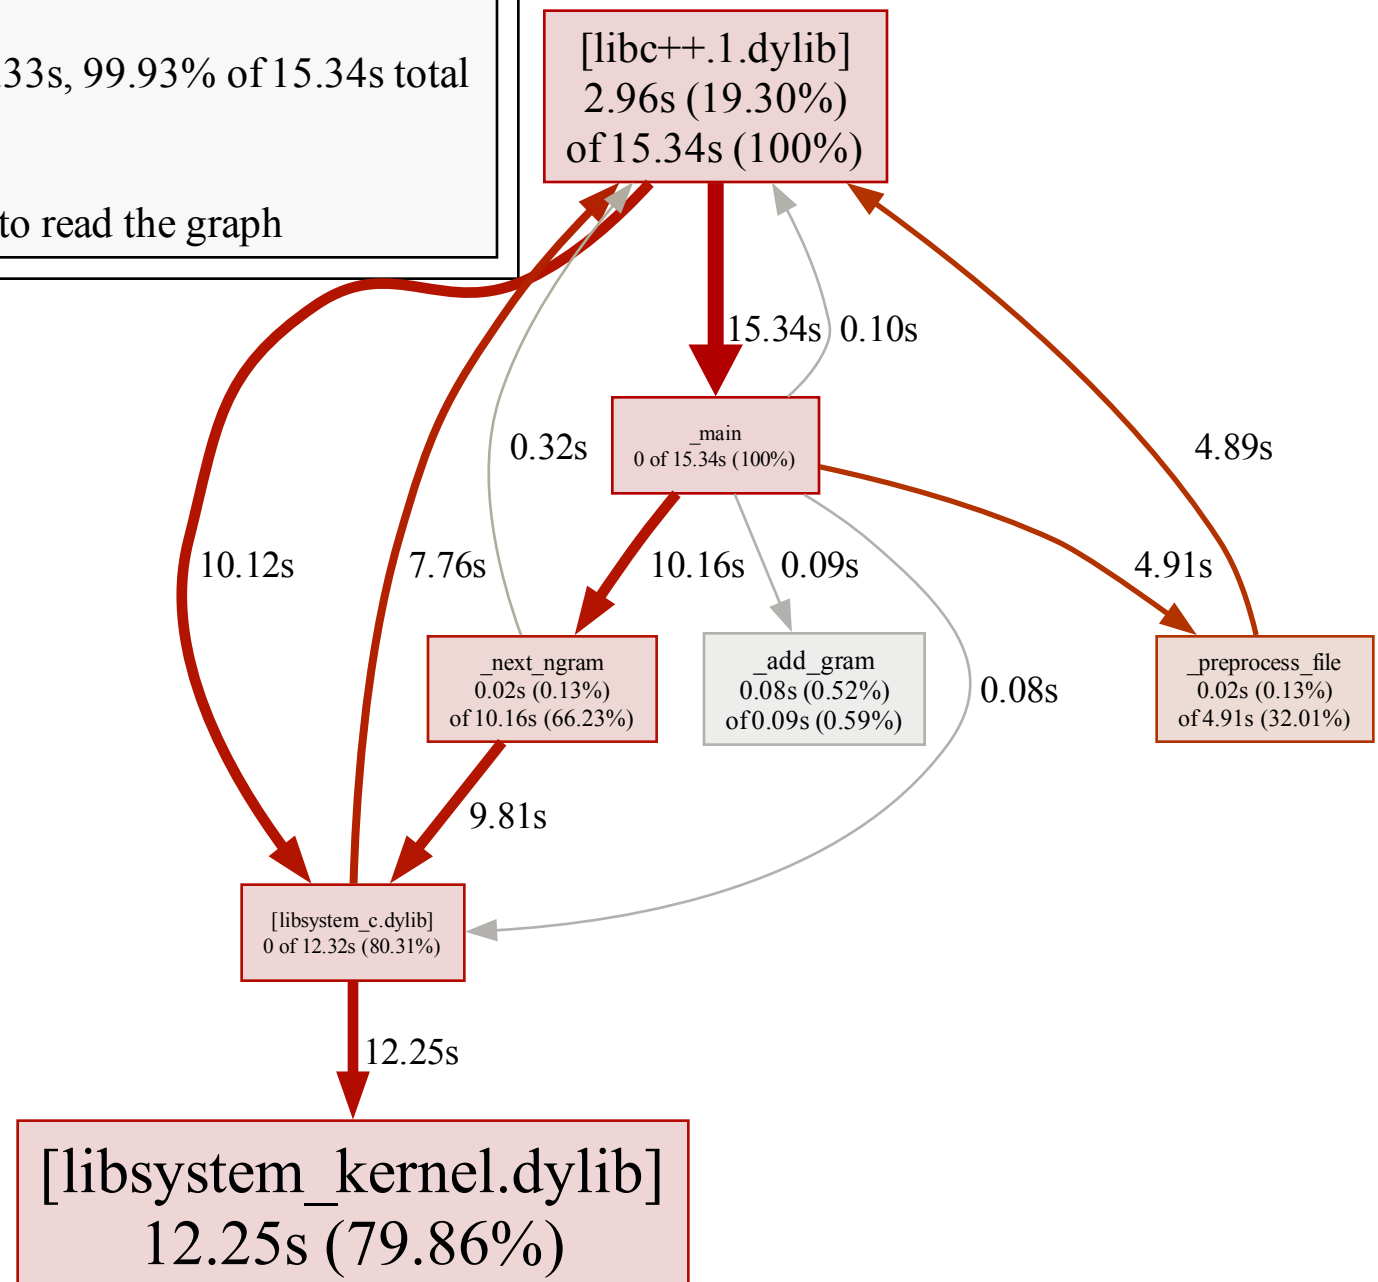 33s, 99.93% of 15.34s total
to read the graph
[libc++.1.dylib]
2.96s (19.30%)
of 15.34s (100%)
15.34s
0.10s
_main
0 of 15.34s (100%)
0.32s
4.89s
10.12s
7.76s
10.16s
0.09s
4.91s
_next_ngram
0.02s (0.13%)
of 10.16s (66.23%)
_add_gram
0.08s (0.52%)
of 0.09s (0.59%)
0.08s
_preprocess_file
0.02s (0.13%)
of 4.91s (32.01%)
9.81s
[libsystem_c.dylib]
0 of 12.32s (80.31%)
12.25s
[libsystem_kernel.dylib]
12.25s (79.86%)